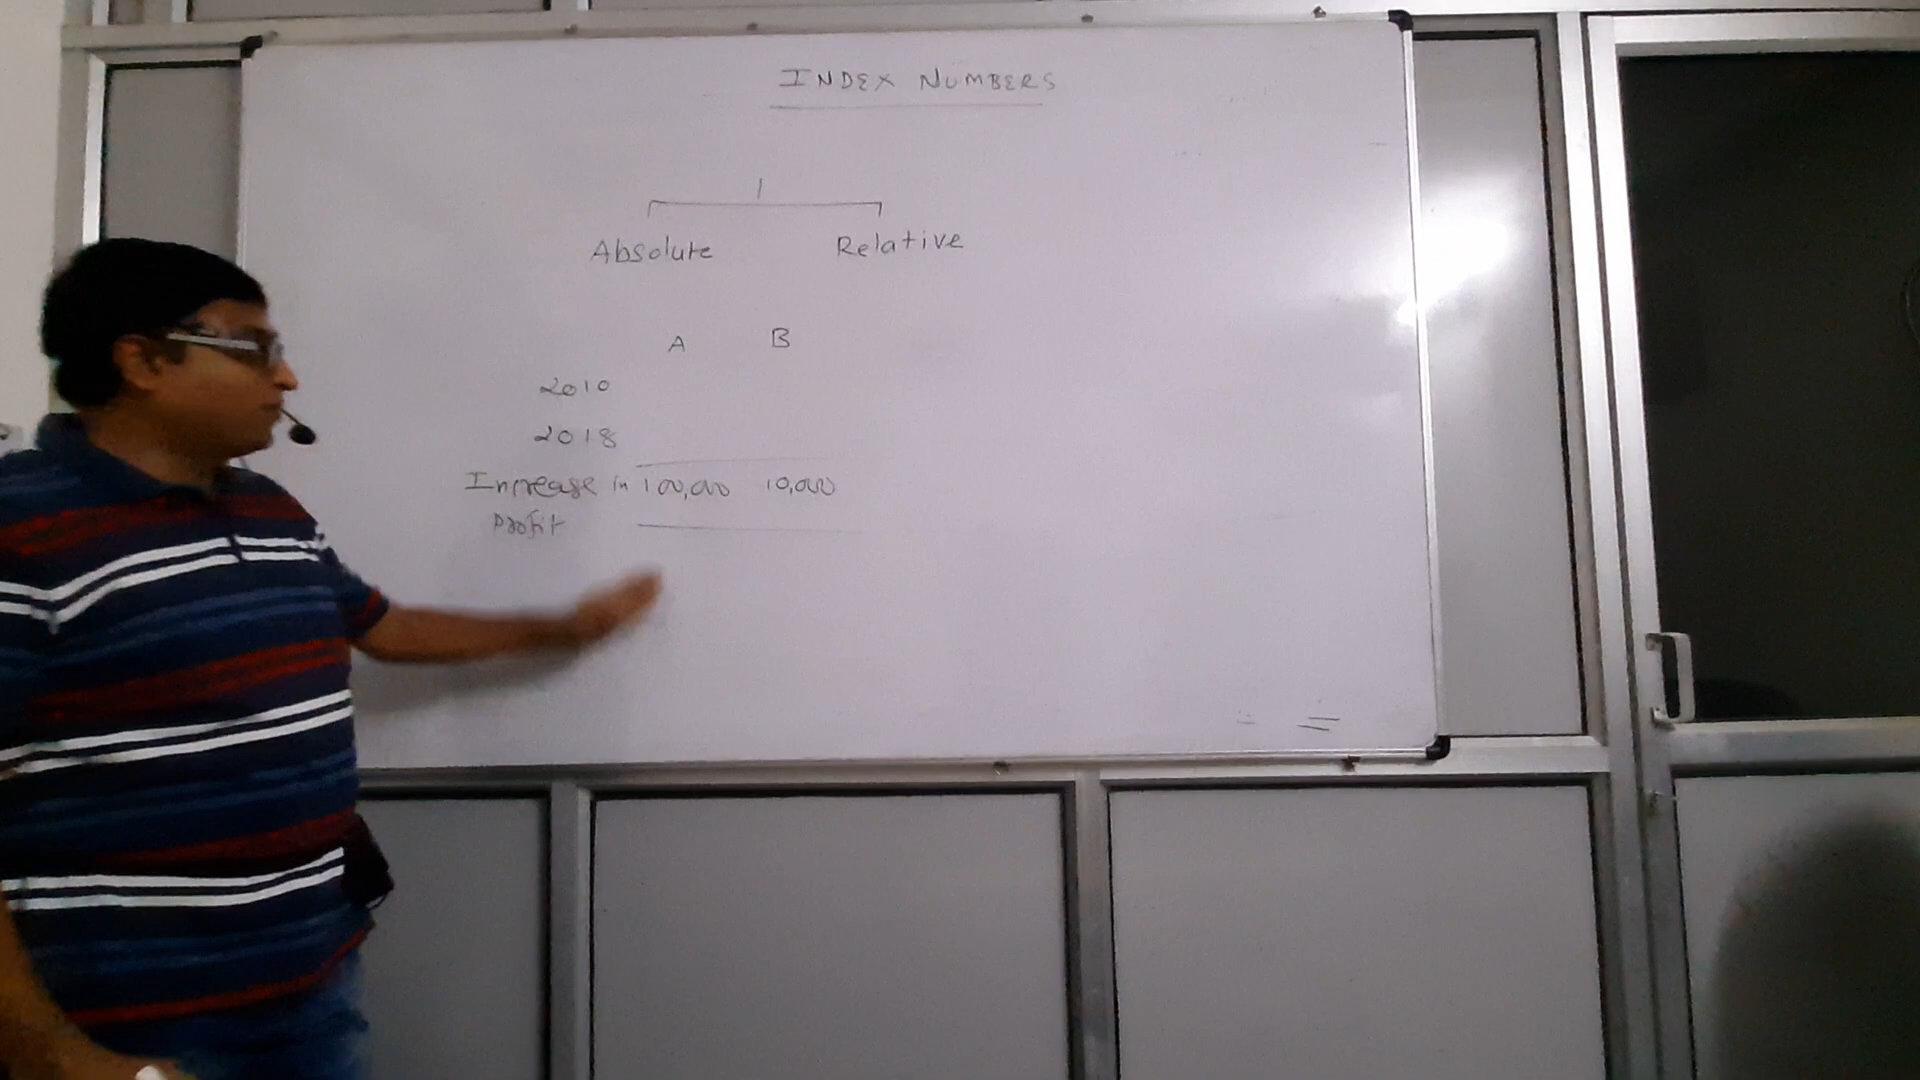 INDEX NUMBERS
Absolute Relative
A B
2010
2018
Increase in 100,000 10,000
Profit